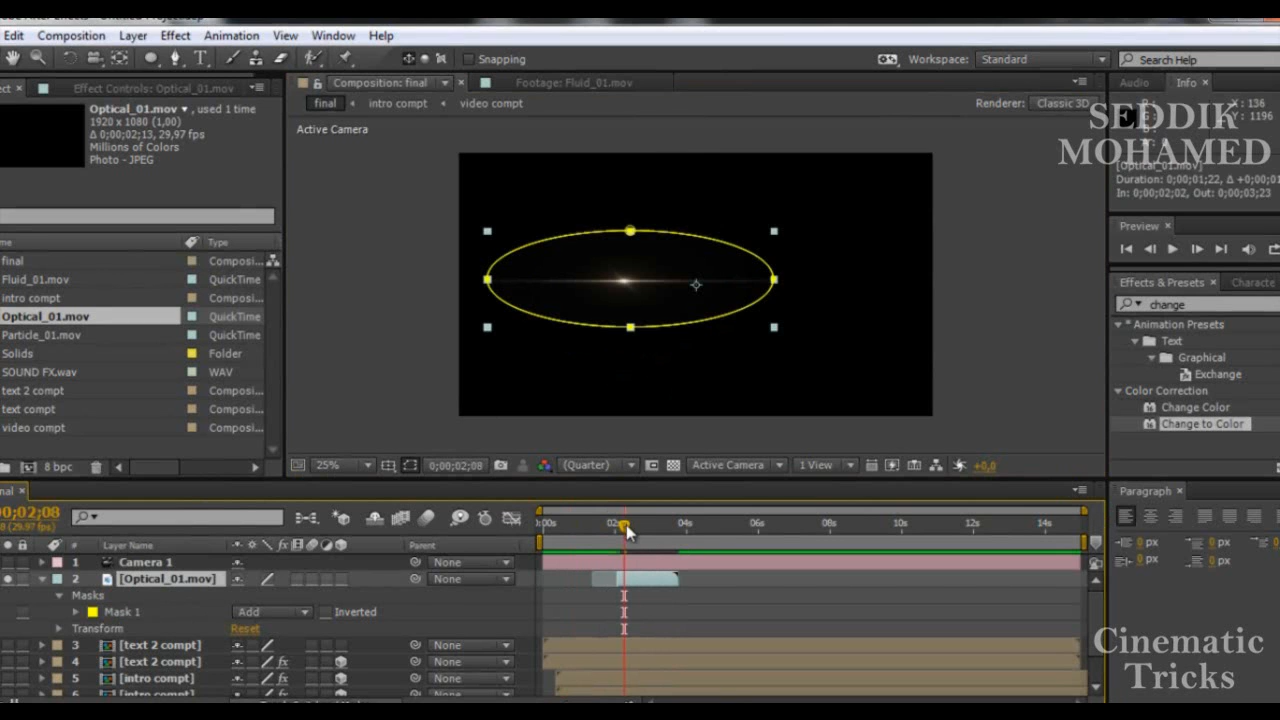 Edit Composition Layer Effect Animation View Window Help
Snapping
Workspace: Standard
Search Help
Effect Controls: Optical_01.mov
Composition: final
Footage: Fluid_01.mov
Audio Info
Optical_01.mov ▾, used 1 time
1920 x 1080 (1,00)
Δ 0;00;02;13, 29,97 fps
Millions of Colors
Photo - JPEG
final intro compt video compt
Renderer: Classic 3D
Active Camera
X : 136
Y : 1196
SEDDIK
MOHAMED
[Optical_01.mov]
Duration: 0;00;01;22, Δ +0;00;01
In: 0;00;02;02, Out: 0;00;03;23
Preview
Type
final Composi...
Fluid_01.mov QuickTime
intro compt Composi...
Optical_01.mov QuickTime
Particle_01.mov QuickTime
Solids Folder
SOUND FX.wav WAV
text 2 compt Composi...
text compt Composi...
video compt Composi...
8 bpc
Effects & Presets Characte
change
* Animation Presets
Text
Graphical
Exchange
Color Correction
Change Color
Change to Color
25% 0;00;02;08 (Quarter) Active Camera 1 View +0,0
Paragraph
0 px 0 px
0 px 0 px
00;02;08
(29.97 fps)
:00s 02s 04s 06s 08s 10s 12s 14s
# Layer Name Parent
1 Camera 1 None
2 [Optical_01.mov] None
Masks
Mask 1 Add Inverted
Transform Reset
3 [text 2 compt] None
4 [text 2 compt] fx None
5 [intro compt] fx None
6 [intro compt] fx None
Cinematic
Tricks